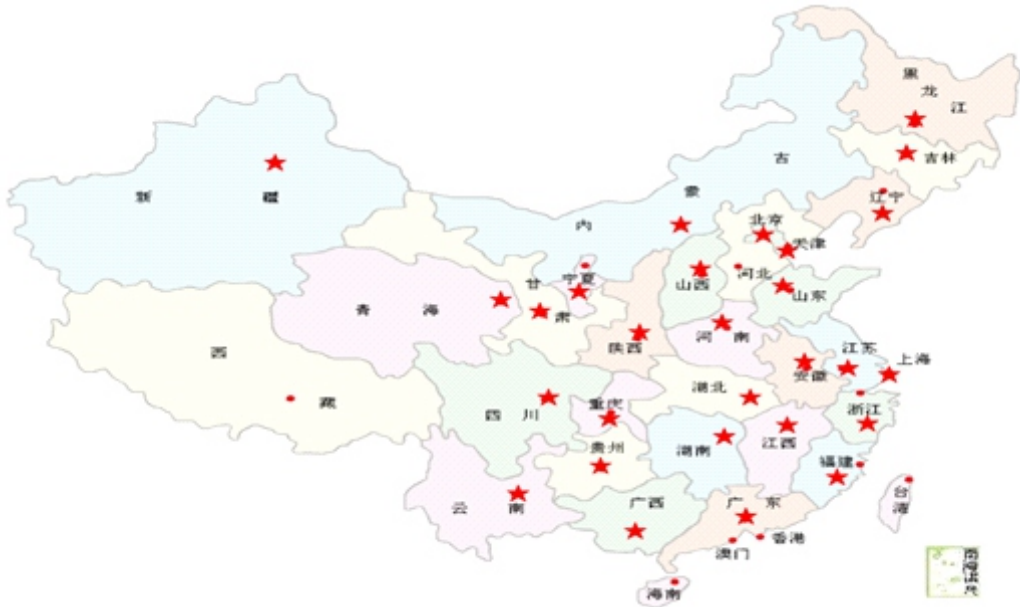 黑龙江
吉林
辽宁
内蒙古
新疆
北京
天津
河北
山西
山东
宁夏
甘肃
青海
陕西
河南
西藏
江苏
上海
安徽
四川
重庆
湖北
浙江
湖南
江西
贵州
福建
云南
广西
广东
台湾
香港
澳门
海南